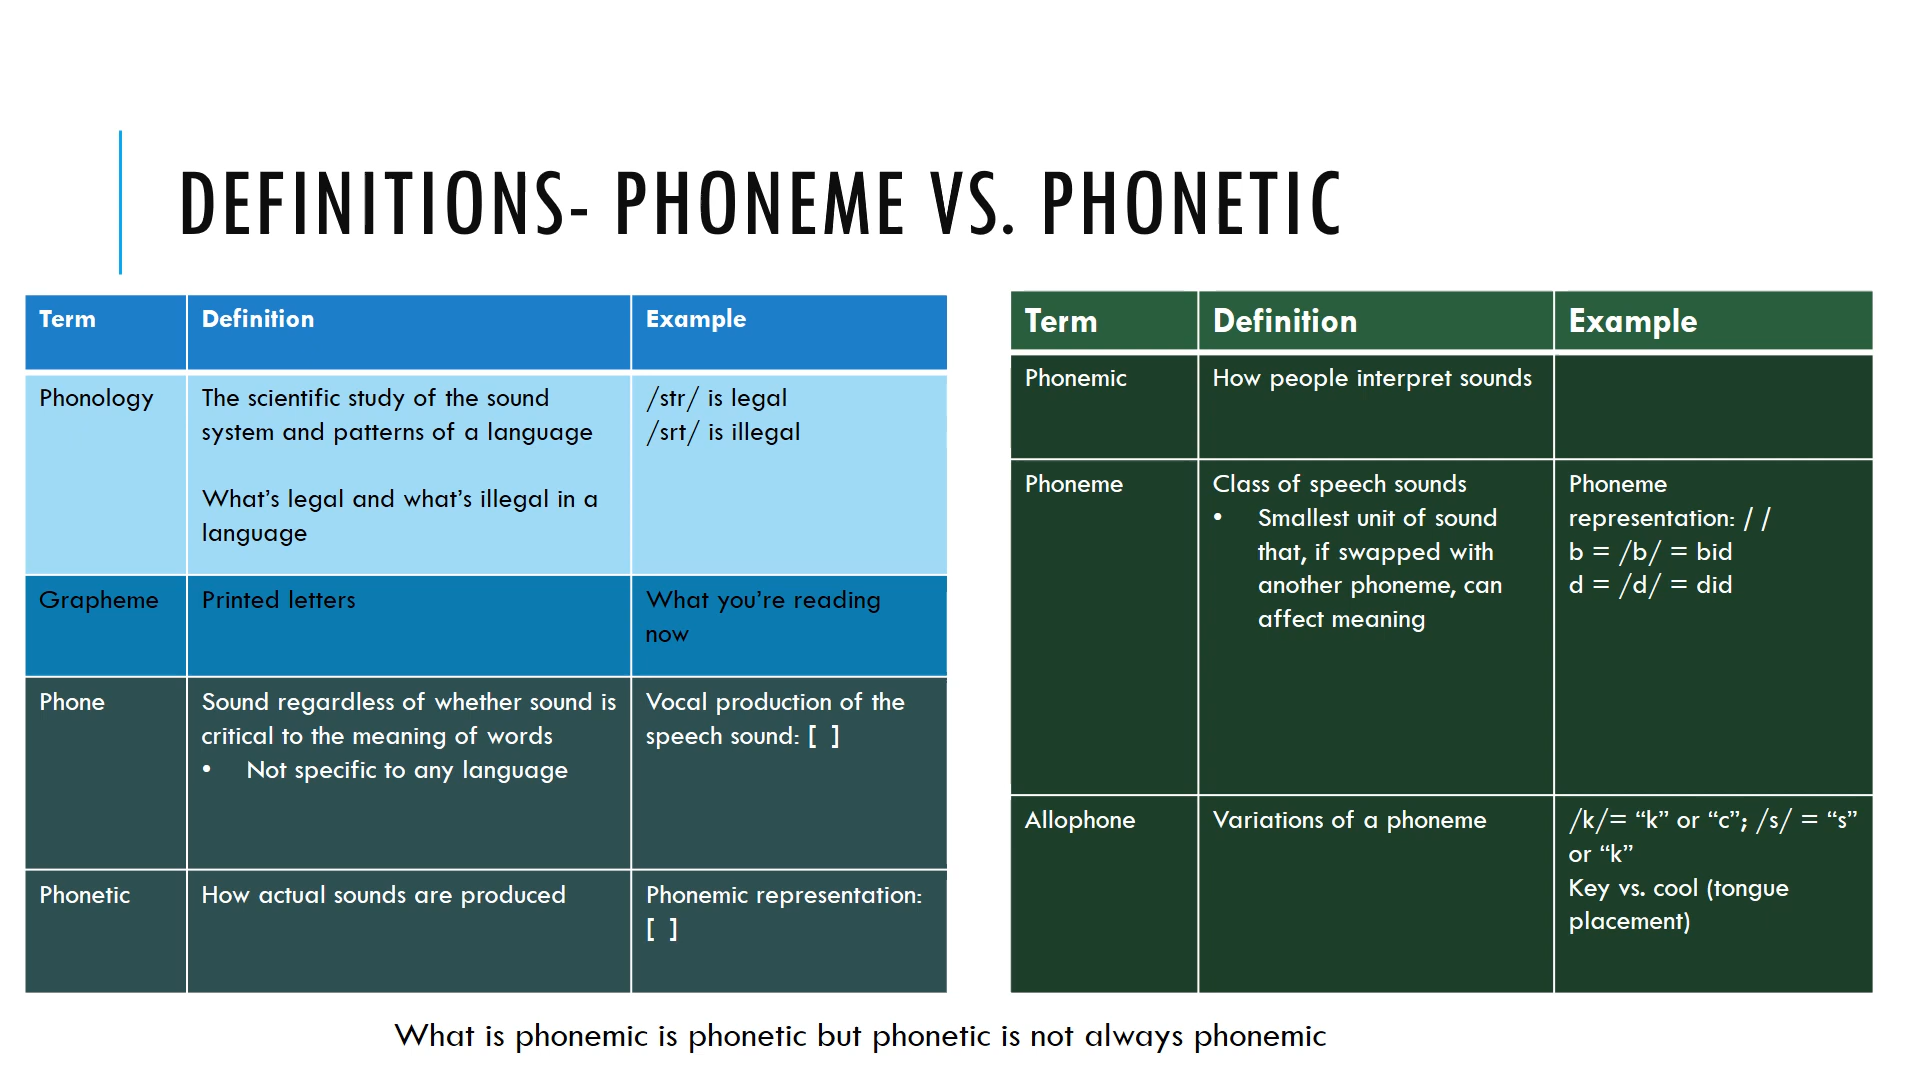 DEFINITIONS- PHONEME VS. PHONETIC
Term
Definition
Example
Phonology
The scientific study of the sound
system and patterns of a language
What’s legal and what’s illegal in a
language
/str/ is legal
/srt/ is illegal
Grapheme
Printed letters
What you’re reading
now
Phone
Sound regardless of whether sound is
critical to the meaning of words
• Not specific to any language
Vocal production of the
speech sound: [ ]
Phonetic
How actual sounds are produced
Phonemic representation:
[ ]
Term
Definition
Example
Phonemic
How people interpret sounds
Phoneme
Class of speech sounds
• Smallest unit of sound
that, if swapped with
another phoneme, can
affect meaning
Phoneme
representation: / /
b = /b/ = bid
d = /d/ = did
Allophone
Variations of a phoneme
/k/= “k” or “c”; /s/ = “s”
or “k”
Key vs. cool (tongue
placement)
What is phonemic is phonetic but phonetic is not always phonemic